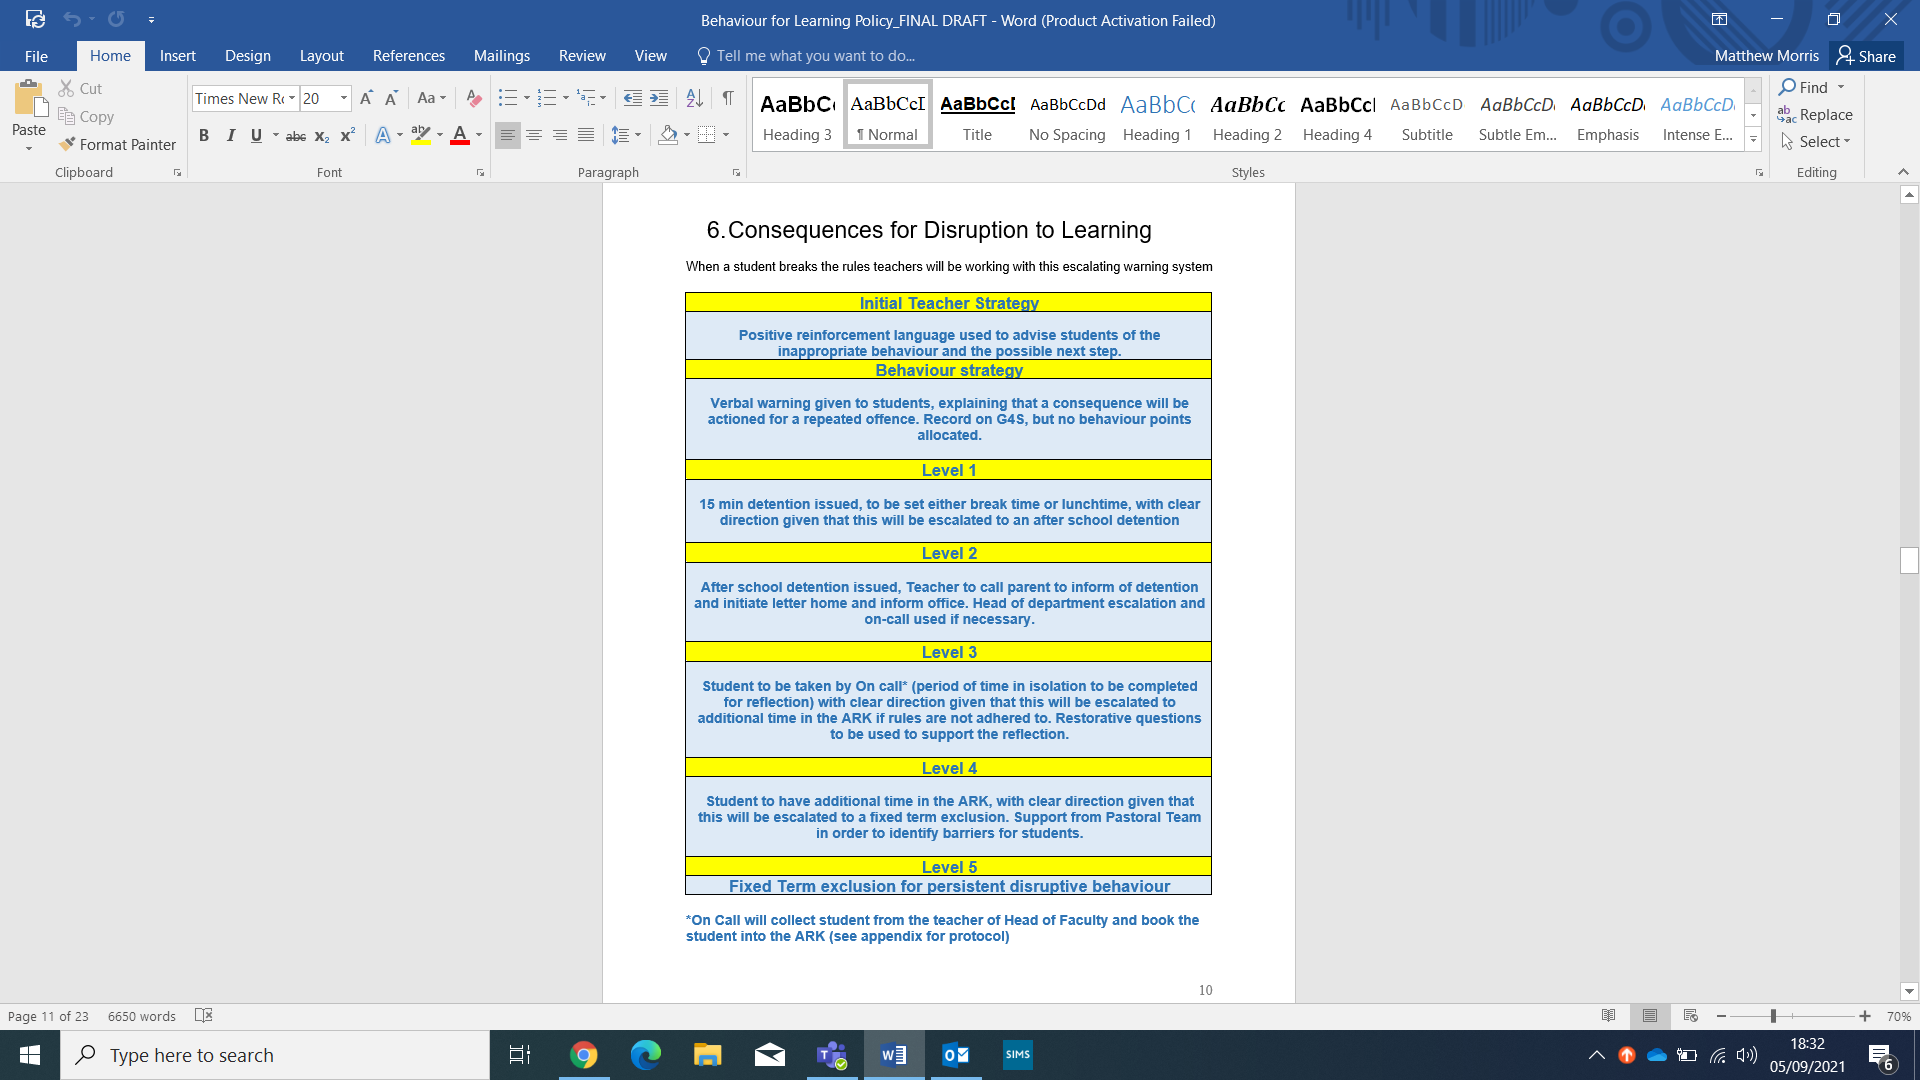 Behaviour for Learning Policy_FINAL DRAFT - Word (Product Activation Failed)
File Home Insert Design Layout References Mailings Review View Tell me what you want to do... Matthew Morris Share
Paste
Cut
Copy
Format Painter
Clipboard
Times New Ro 20
Font
Paragraph
AaBbC AaBbCcI AaBbCcI AaBbCcDd AaBbCc AaBbCc AaBbCcI AaBbCcD AaBbCcD AaBbCcD AaBbCcD
Heading 3 ¶ Normal Title No Spacing Heading 1 Heading 2 Heading 4 Subtitle Subtle Em... Emphasis Intense E...
Styles
Find
Replace
Select
Editing
6. Consequences for Disruption to Learning
When a student breaks the rules teachers will be working with this escalating warning system
Initial Teacher Strategy
Positive reinforcement language used to advise students of the
inappropriate behaviour and the possible next step.
Behaviour strategy
Verbal warning given to students, explaining that a consequence will be
actioned for a repeated offence. Record on G4S, but no behaviour points
allocated.
Level 1
15 min detention issued, to be set either break time or lunchtime, with clear
direction given that this will be escalated to an after school detention
Level 2
After school detention issued, Teacher to call parent to inform of detention
and initiate letter home and inform office. Head of department escalation and
on-call used if necessary.
Level 3
Student to be taken by On call* (period of time in isolation to be completed
for reflection) with clear direction given that this will be escalated to
additional time in the ARK if rules are not adhered to. Restorative questions
to be used to support the reflection.
Level 4
Student to have additional time in the ARK, with clear direction given that
this will be escalated to a fixed term exclusion. Support from Pastoral Team
in order to identify barriers for students.
Level 5
Fixed Term exclusion for persistent disruptive behaviour
*On Call will collect student from the teacher of Head of Faculty and book the
student into the ARK (see appendix for protocol)
10
Page 11 of 23 6650 words 70%
Type here to search
SIMS
18:32
05/09/2021
6